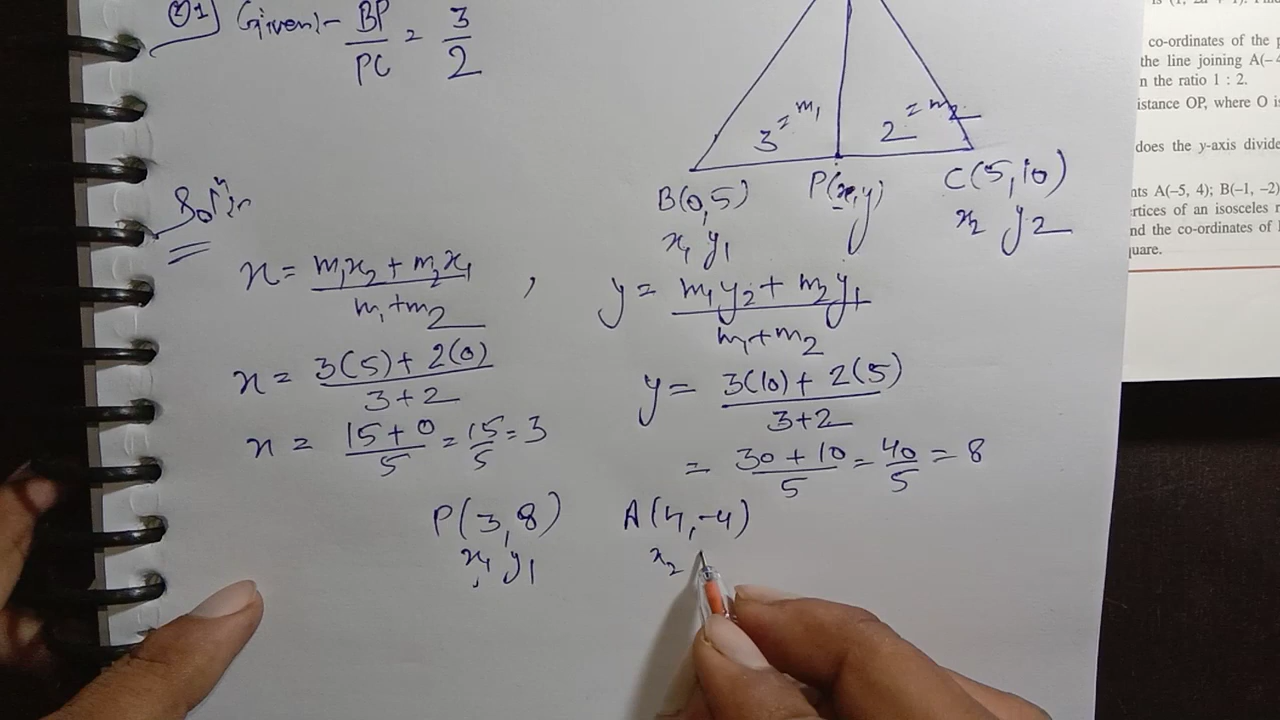 Q1) Given:- BP/PC = 3/2
3 = m₁ 2 = m₂
B(0,5) P(x,y) C(5,10)
x₁ y₁ x₂ y₂
Sol:n
x = m₁x₂ + m₂x₁ / m₁+m₂ , y = m₁y₂ + m₂y₁ / m₁+m₂
x = 3(5)+2(0) / 3+2 y = 3(10)+2(5) / 3+2
x = 15+0 / 5 = 15/5 = 3 = 30+10 / 5 = 40/5 = 8
P(3,8) A(4,-4)
x₁ y₁ x₂
co-ordinates of the
the line joining A(-4
n the ratio 1 : 2.
istance OP, where O is
does the y-axis divide
nts A(-5, 4); B(-1, -2)
rtices of an isosceles r
nd the co-ordinates of
quare.